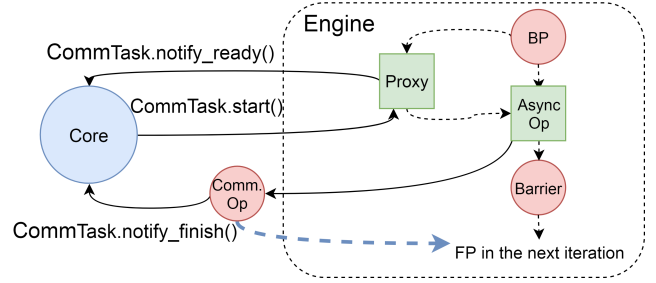 Engine
BP
CommTask.notify_ready()
Proxy
CommTask.start()
Async
Op
Core
Comm.
Op
Barrier
CommTask.notify_finish()
FP in the next iteration